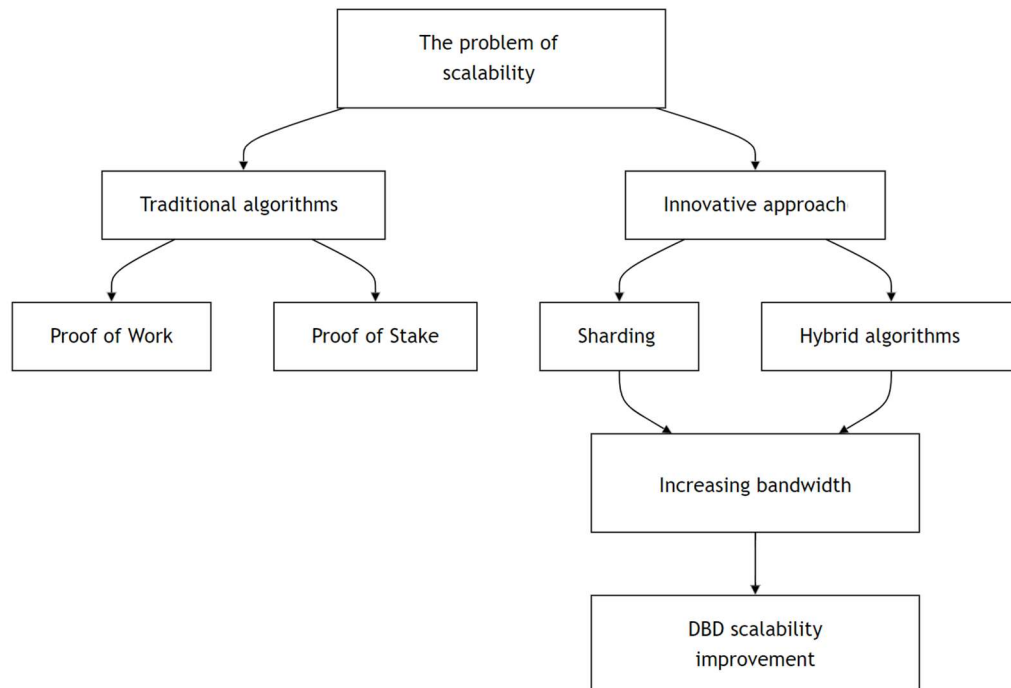 The problem of
scalability
Traditional algorithms
Innovative approach
Proof of Work
Proof of Stake
Sharding
Hybrid algorithms
Increasing bandwidth
DBD scalability
improvement